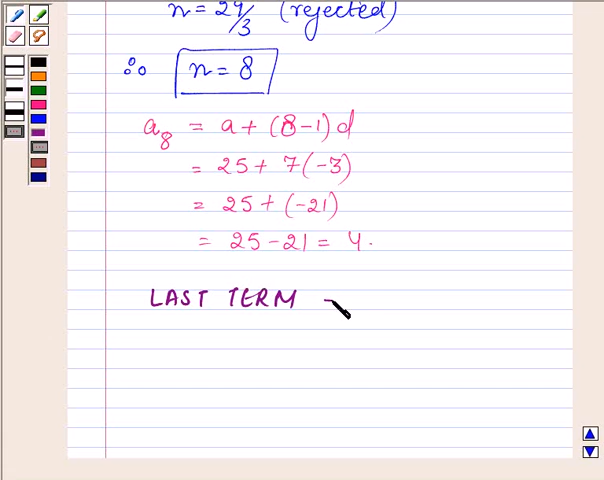 n = 29/3 (rejected)
∴ n = 8
a₈ = a + (8-1)d
= 25 + 7(-3)
= 25 + (-21)
= 25 - 21 = 4.
LAST TERM -